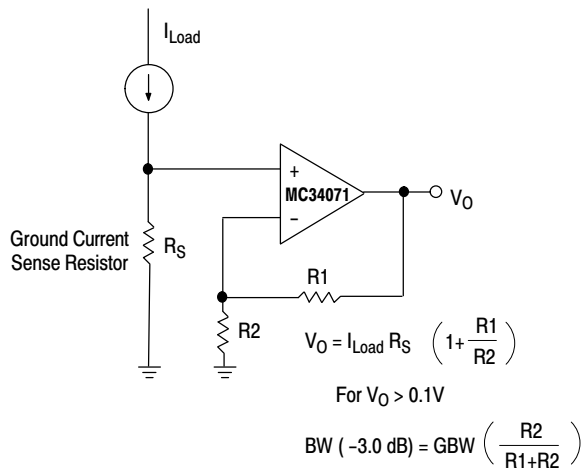 I_Load
+
MC34071
−
V_O
Ground Current
Sense Resistor
R_S
R1
R2
V_O = I_Load R_S (1+ R1/R2)
For V_O > 0.1V
BW ( −3.0 dB) = GBW (R2/R1+R2)